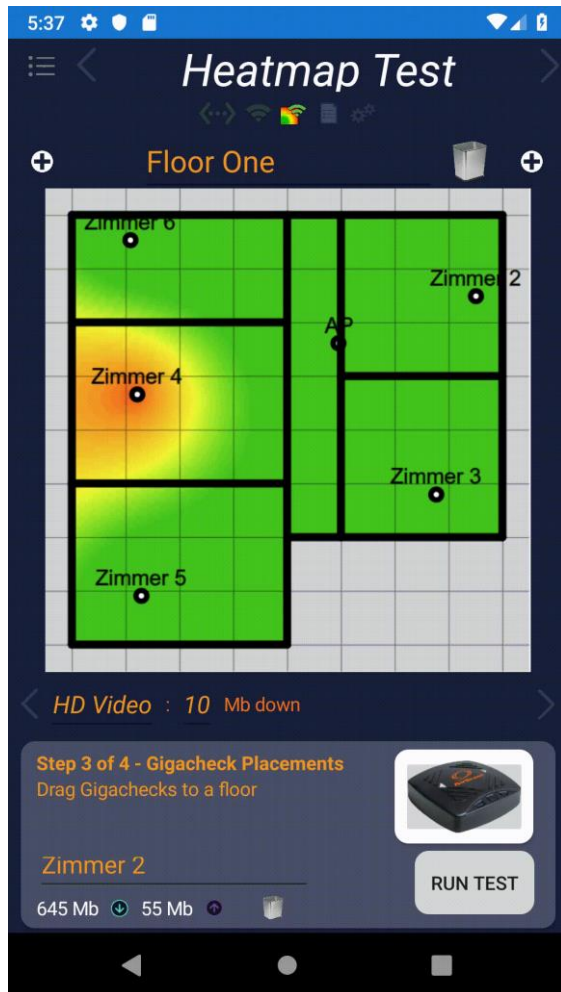 5:37
Heatmap Test
Floor One
Zimmer 6
Zimmer 2
AP
Zimmer 4
Zimmer 3
Zimmer 5
HD Video : 10 Mb down
Step 3 of 4 - Gigacheck Placements
Drag Gigachecks to a floor
Zimmer 2
RUN TEST
645 Mb 55 Mb